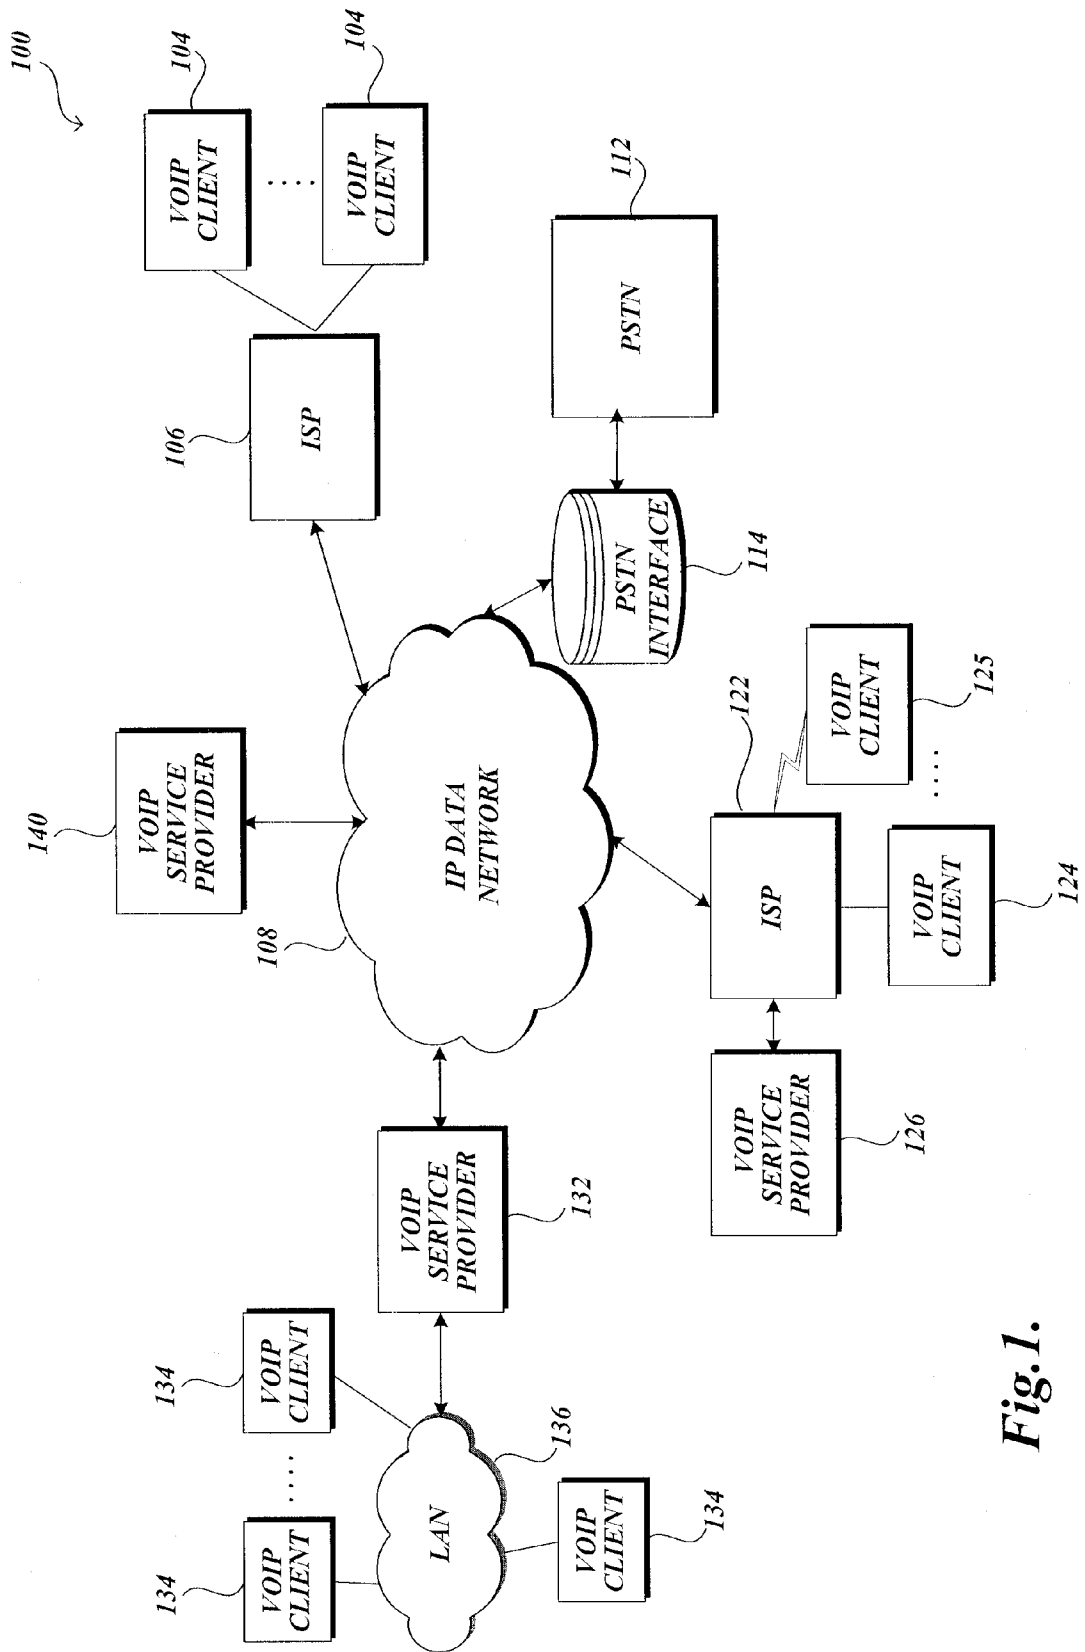 100
134
VOIP
CLIENT
....
134
VOIP
CLIENT
140
VOIP
SERVICE
PROVIDER
106
ISP
VOIP
CLIENT
104
....
VOIP
CLIENT
104
LAN
136
VOIP
CLIENT
134
VOIP
SERVICE
PROVIDER
132
108
IP DATA
NETWORK
PSTN
INTERFACE
114
PSTN
112
VOIP
SERVICE
PROVIDER
126
ISP
122
VOIP
CLIENT
124
....
VOIP
CLIENT
125
Fig.1.